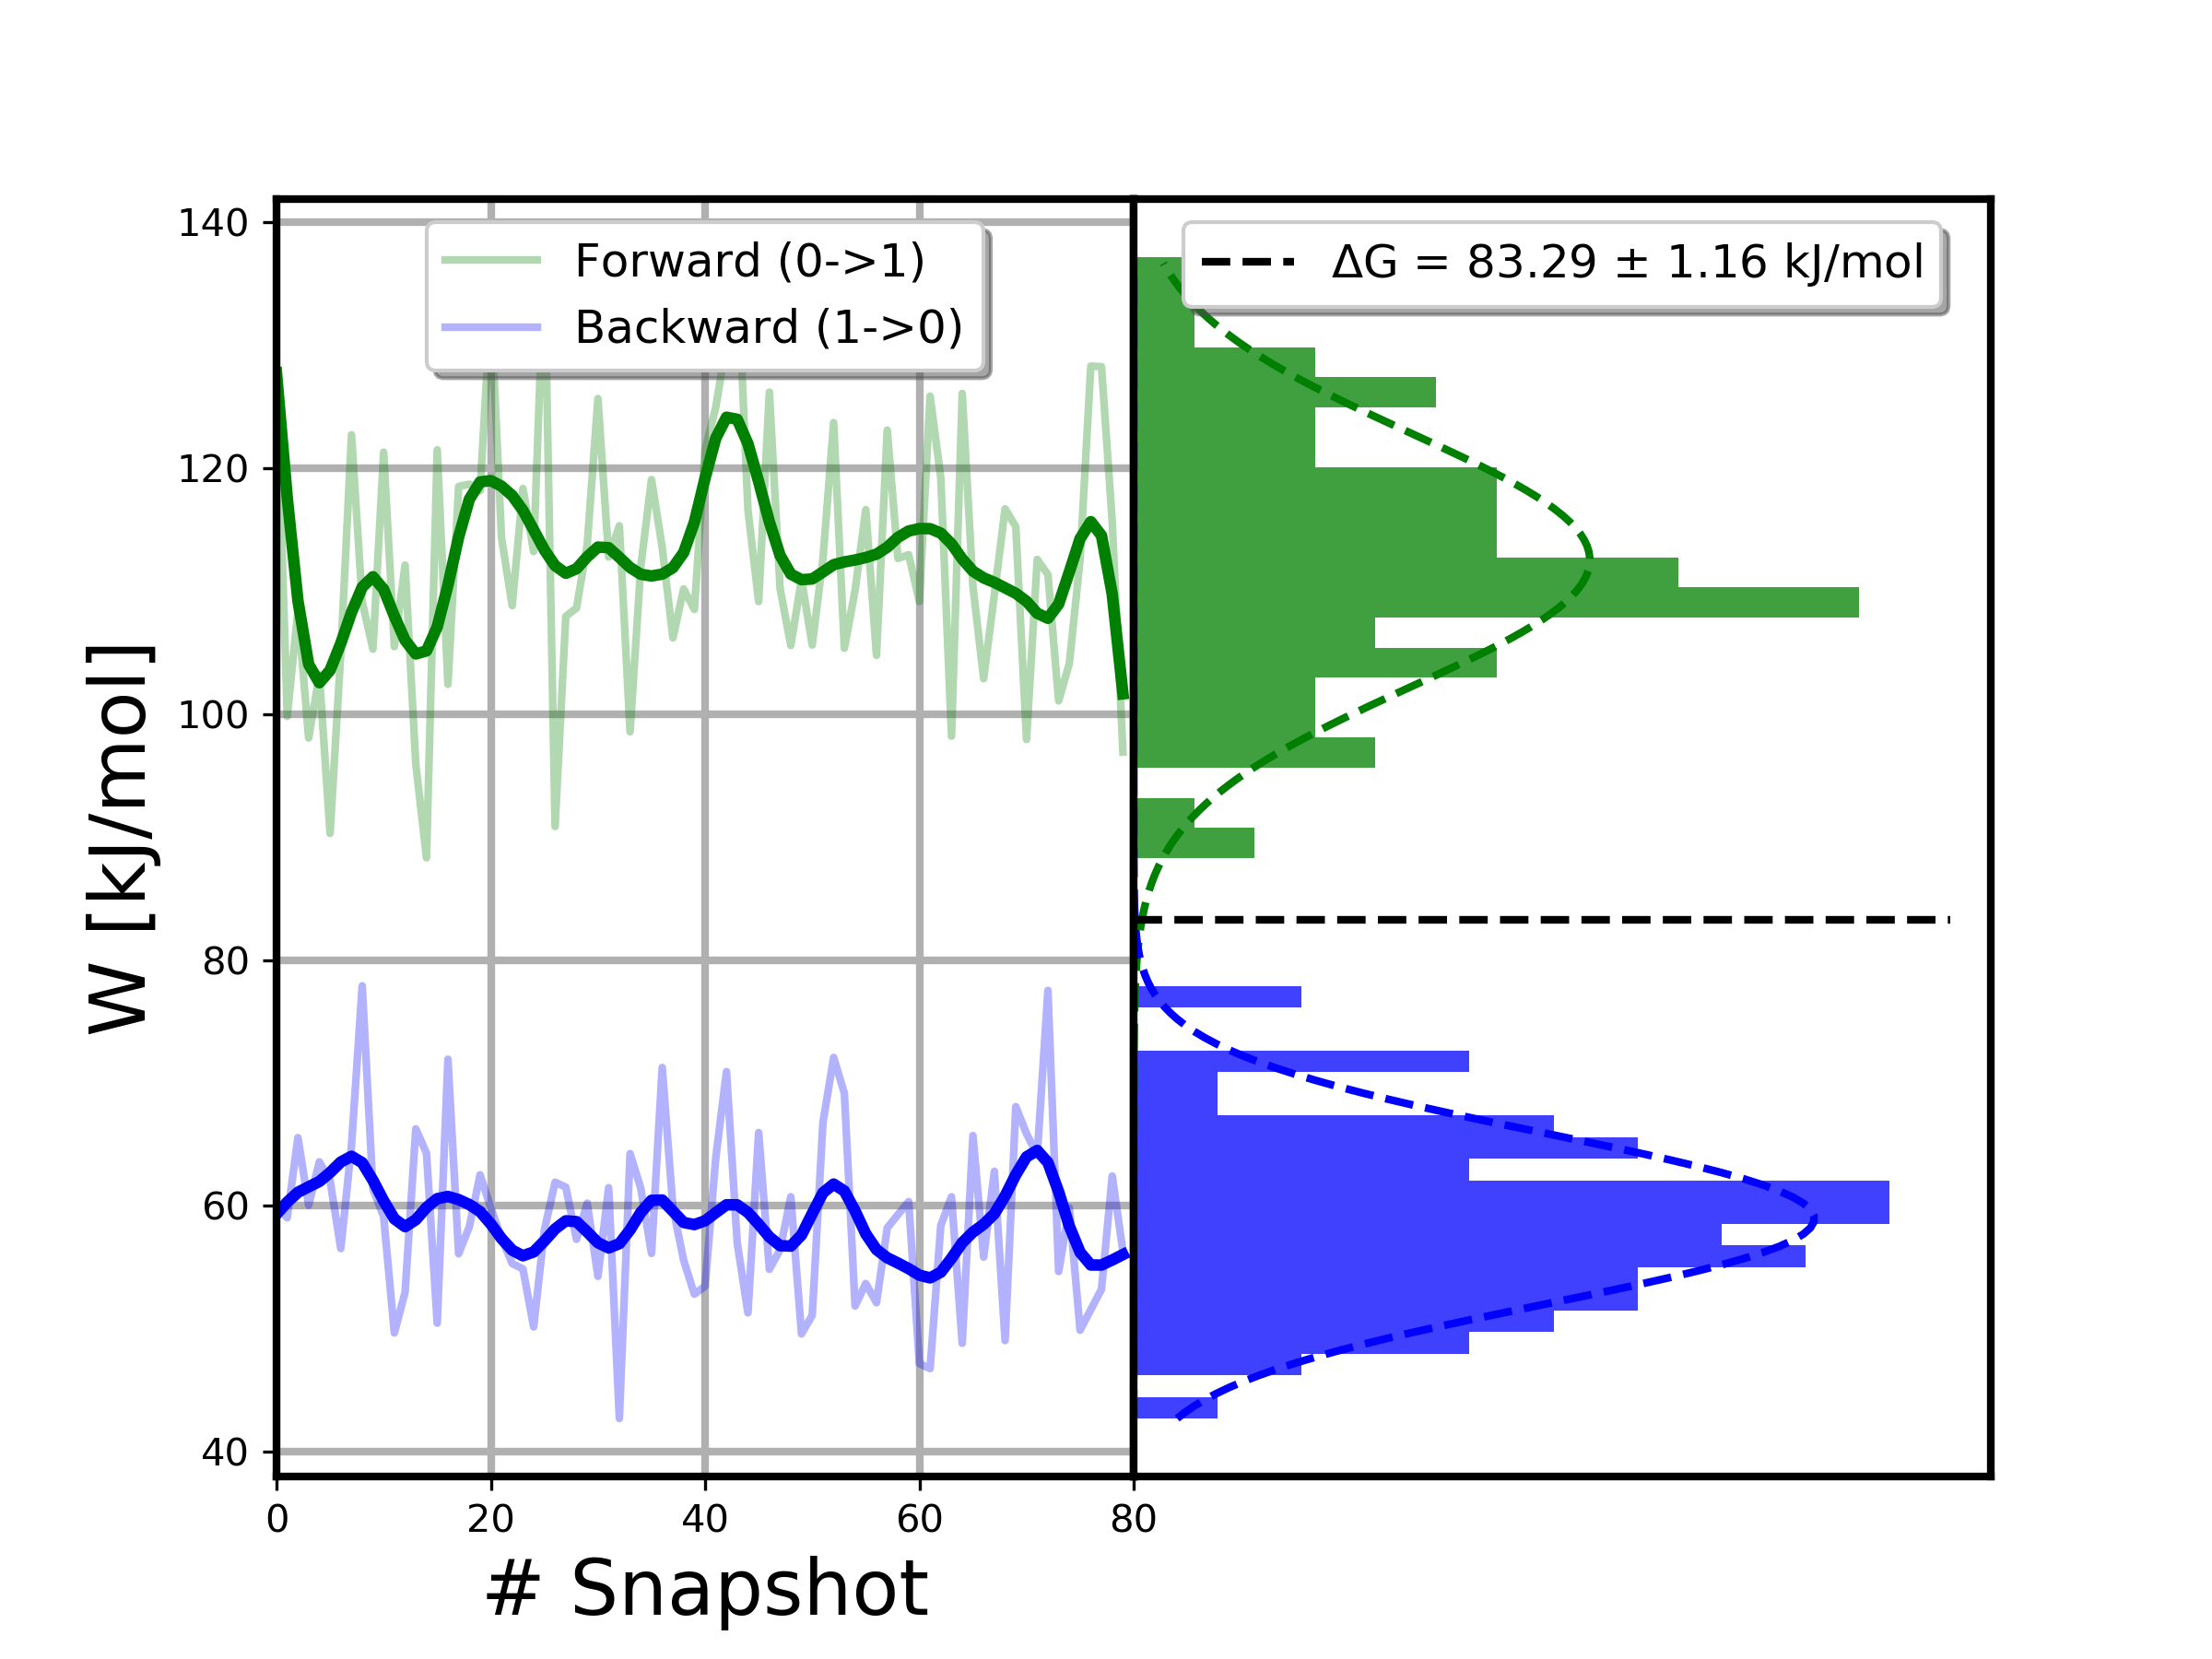 Forward (0->1)
Backward (1->0)
ΔG = 83.29 ± 1.16 kJ/mol
W [kJ/mol]
140
120
100
80
60
40
0 20 40 60 80
# Snapshot